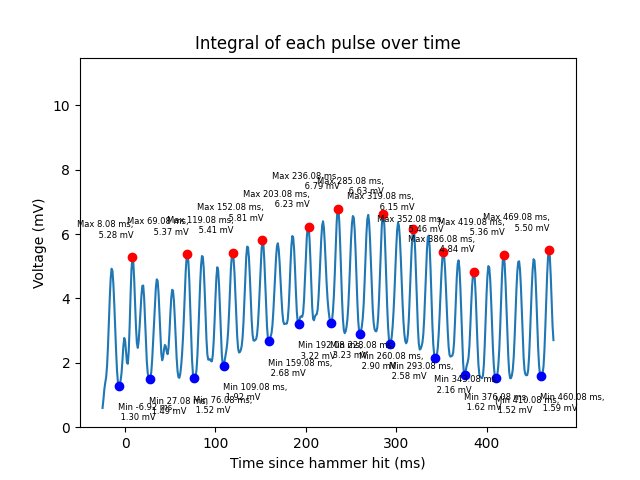 Integral of each pulse over time
Voltage (mV)
10
8
6
4
2
0
Max 8.08 ms,
5.28 mV
Max 69.08 ms,
5.37 mV
Max 119.08 ms,
5.41 mV
Max 152.08 ms,
5.81 mV
Max 203.08 ms,
6.23 mV
Max 236.08 ms,
6.79 mV
Max 285.08 ms,
6.63 mV
Max 319.08 ms,
6.15 mV
Max 352.08 ms,
5.46 mV
Max 386.08 ms,
4.84 mV
Max 419.08 ms,
5.36 mV
Max 469.08 ms,
5.50 mV
Min -6.92 ms,
1.30 mV
Min 27.08 ms,
1.49 mV
Min 76.08 ms,
1.52 mV
Min 109.08 ms,
1.92 mV
Min 159.08 ms,
2.68 mV
Min 192.08 ms,
3.22 mV
Min 228.08 ms,
3.23 mV
Min 260.08 ms,
2.90 mV
Min 293.08 ms,
2.58 mV
Min 343.08 ms,
2.16 mV
Min 376.08 ms,
1.62 mV
Min 410.08 ms,
1.52 mV
Min 460.08 ms,
1.59 mV
0 100 200 300 400
Time since hammer hit (ms)